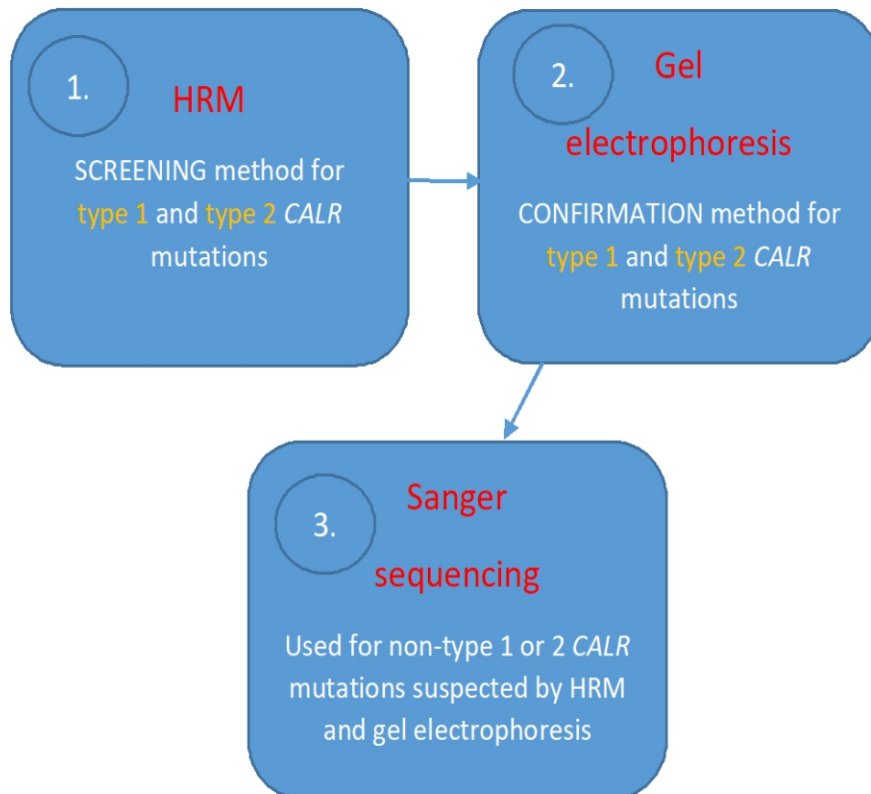 1.
HRM
SCREENING method for
type 1 and type 2 CALR
mutations
2.
Gel
electrophoresis
CONFIRMATION method for
type 1 and type 2 CALR
mutations
3.
Sanger
sequencing
Used for non-type 1 or 2 CALR
mutations suspected by HRM
and gel electrophoresis